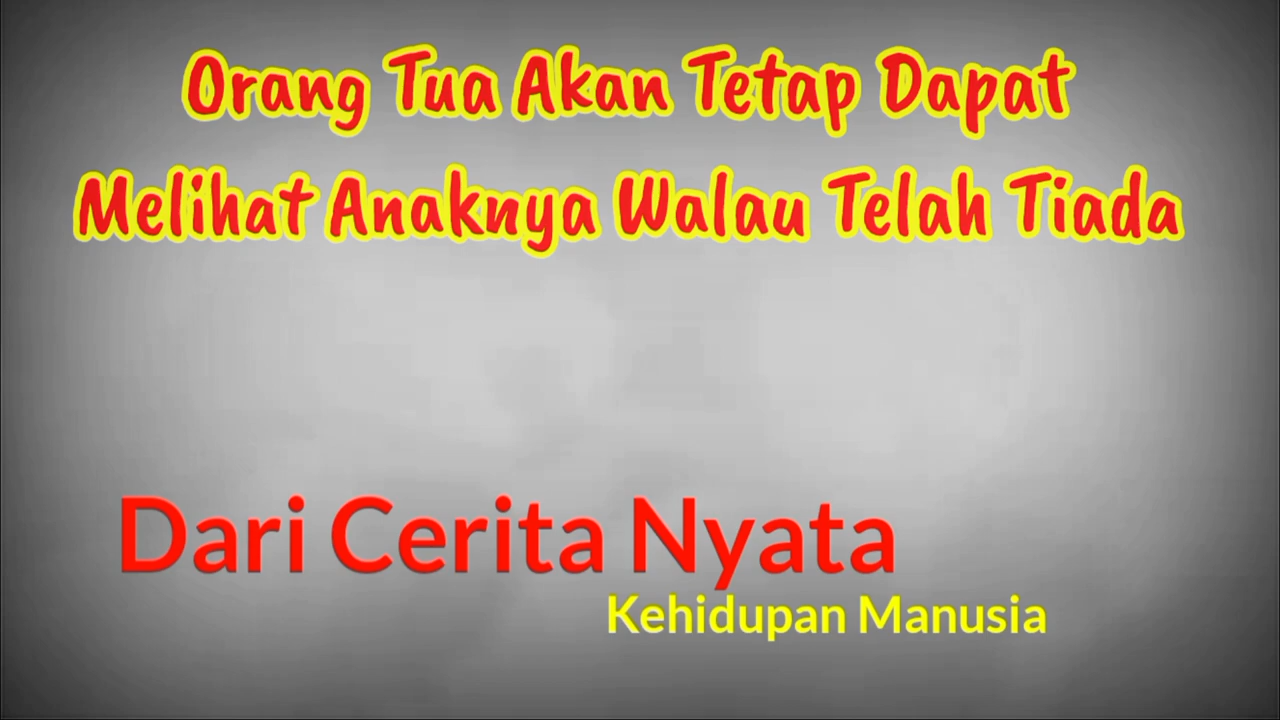 Orang Tua Akan Tetap Dapat
Melihat Anaknya Walau Telah Tiada
Dari Cerita Nyata
Kehidupan Manusia